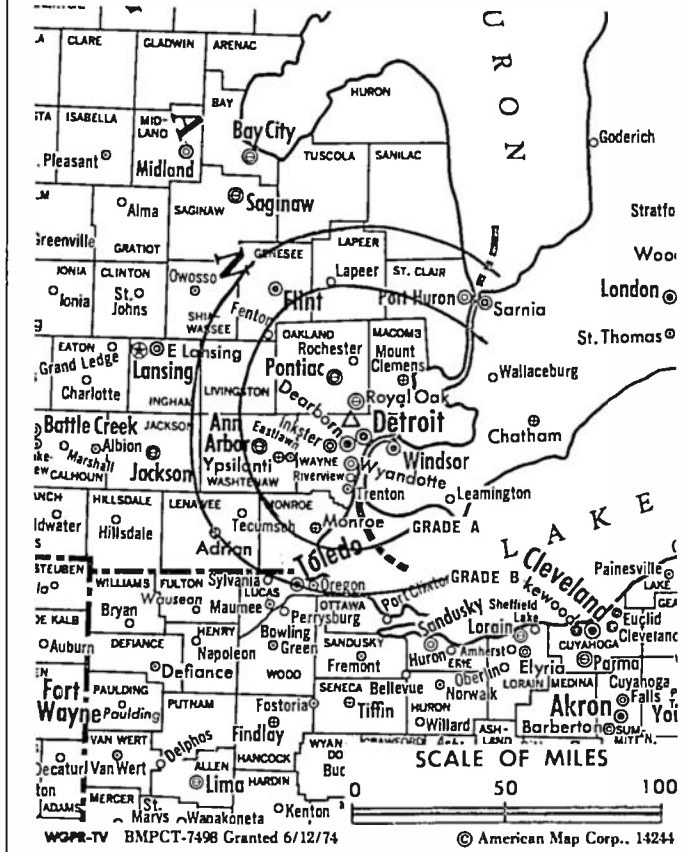 URON
CLARE
GLADWIN
ARENAC
HURON
BAY
ISABELLA
MID-
LAND
Bay City
Goderich
Pleasant
Midland
TUSCOLA
SANILAC
Alma
SAGINAW
Saginaw
Greenville
GRATIOT
GENESEE
LAPEER
IONIA
CLINTON
Owosso
Lapeer
ST. CLAIR
Ionia
St.
Johns
Flint
Port Huron
Sarnia
London
SHIA-
WASSEE
Fenton
OAKLAND
MACOMB
St. Thomas
EATON
E Lansing
Rochester
Mount
Clemens
Grand Ledge
Lansing
Pontiac
Wallaceburg
Charlotte
INGHAM
LIVINGSTON
Dearborn
Royal Oak
Battle Creek
JACKSON
Ann
Arbor
Eastlawn
Inkster
Detroit
Chatham
Albion
Marshall
Jackson
Ypsilanti
WAYNE
Windsor
CALHOUN
WASHTENAW
Riverview
Wyandotte
Trenton
Leamington
HILLSDALE
LENAWEE
MONROE
Hillsdale
Tecumseh
Monroe
GRADE A
LAKE
Adrian
Toledo
STEUBEN
WILLIAMS
FULTON
Sylvania
LUCAS
Oregon
GRADE B
Cleveland
Painesville
LAKE
Bryan
Wauseon
Maumee
Perrysburg
OTTAWA
Port Clinton
Sandusky
Sheffield
Lake
Lorain
Euclid
DE KALB
HENRY
Napoleon
Bowling
Green
SANDUSKY
Huron
ERIE
Amherst
CUYAHOGA
Auburn
DEFIANCE
Defiance
WOOD
Fremont
Oberlin
Elyria
Parma
Fort
Wayne
PAULDING
Paulding
PUTNAM
Fostoria
SENECA
Tiffin
Bellevue
Norwalk
LORAIN
MEDINA
Cuyahoga
Falls
Findlay
HURON
Willard
Akron
VAN WERT
Van Wert
Delphos
HANCOCK
ASH-
LAND
Barberton
Decatur
ALLEN
Lima
HARDIN
SCALE OF MILES
ADAMS
MERCER
St.
Marys
Wapakoneta
Kenton
0 50 100
WGPR-TV BMPCT-7498 Granted 6/12/74
© American Map Corp., 14244